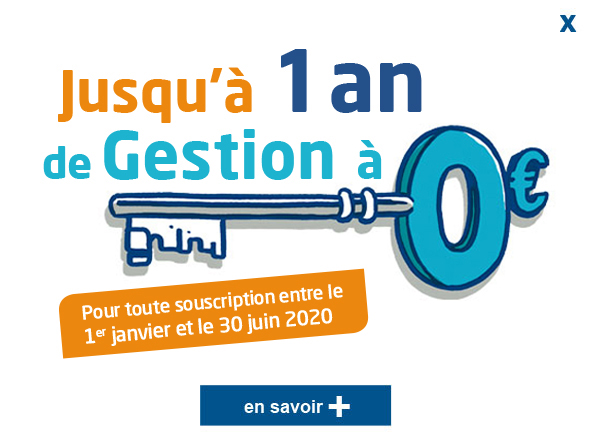 x
Jusqu'à 1 an
de Gestion à 0€
Pour toute souscription entre le
1er janvier et le 30 juin 2020
en savoir +